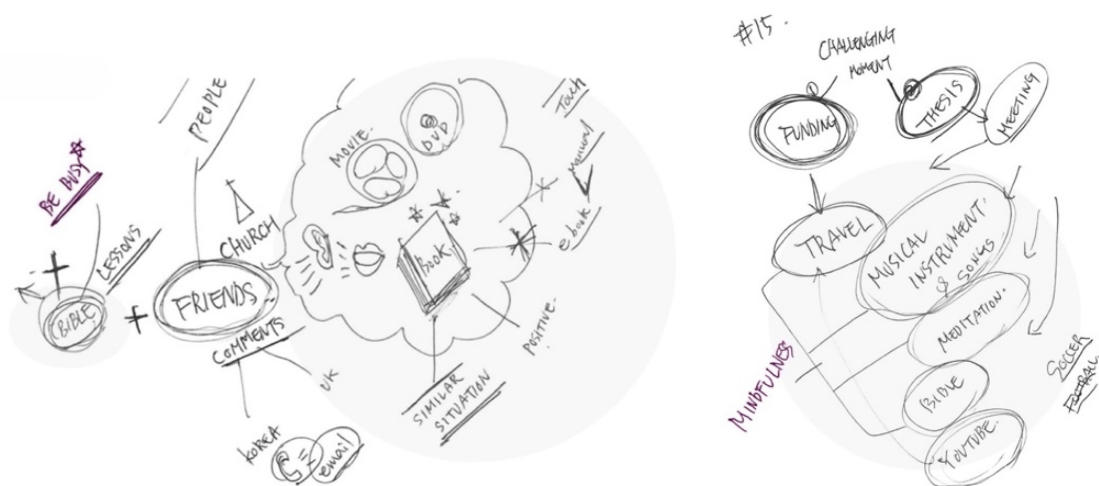 PEOPLE
BE BUSY
LESSONS
BIBLE
+
CHURCH
FRIENDS
COMMENTS
UK
KOREA
email
MOVIE.
DVD
BOOK.
Touch
Manual
ebook
POSITIVE.
SIMILAR
SITUATION
#15.
CHALLENGING
MOMENT
FUNDING
THESIS
MEETING
TRAVEL
MUSICAL
INSTRUMENT.
& SONGS
MEDITATION.
BIBLE
YOUTUBE.
MINDFULNESS
SOCCER
FOOTBALL